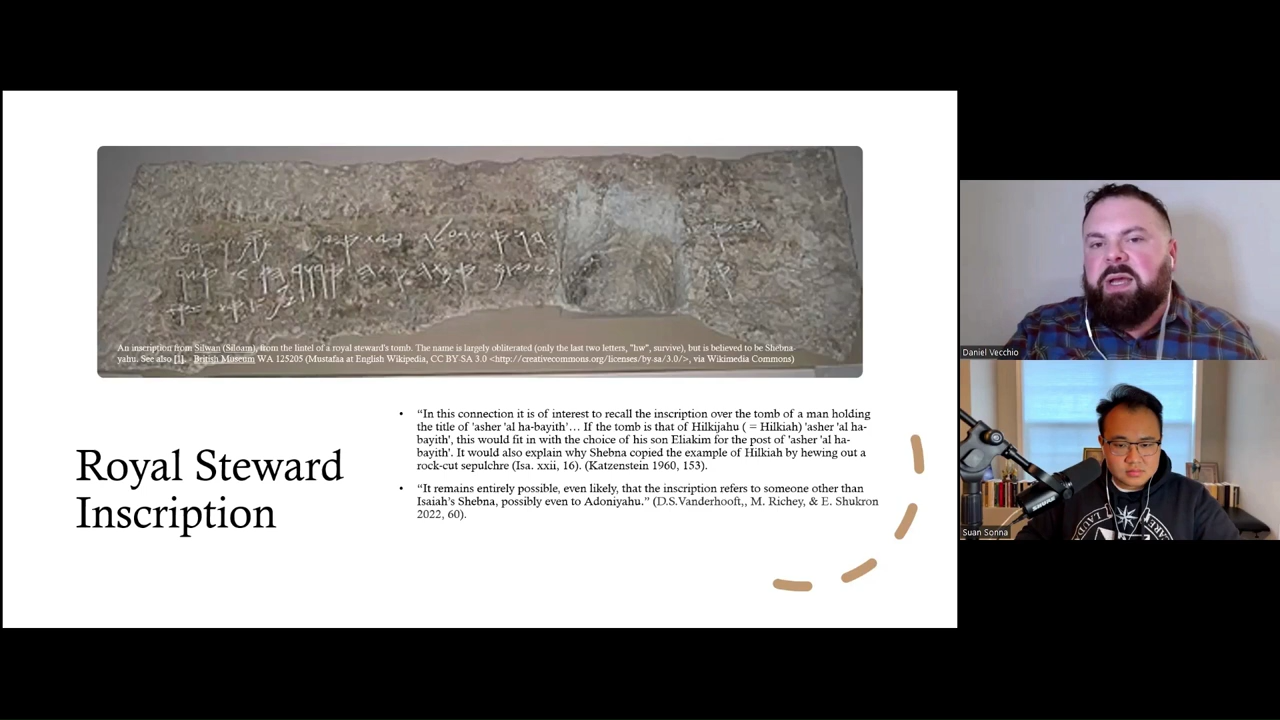 An inscription from Silwan (Siloam), from the lintel of a royal steward's tomb. The name is largely obliterated (only the last two letters, "hw", survive), but is believed to be Shebna-
yahu. See also [1]. British Museum WA 125205 (Mustafaa at English Wikipedia, CC BY-SA 3.0 <http://creativecommons.org/licenses/by-sa/3.0/>, via Wikimedia Commons)
Royal Steward
Inscription
• “In this connection it is of interest to recall the inscription over the tomb of a man holding
the title of 'asher 'al ha-bayith'… If the tomb is that of Hilkijahu ( = Hilkiah) 'asher 'al ha-
bayith', this would fit in with the choice of his son Eliakim for the post of 'asher 'al ha-
bayith'. It would also explain why Shebna copied the example of Hilkiah by hewing out a
rock-cut sepulchre (Isa. xxii, 16). (Katzenstein 1960, 153).
• “It remains entirely possible, even likely, that the inscription refers to someone other than
Isaiah’s Shebna, possibly even to Adoniyahu.” (D.S.Vanderhooft,, M. Richey, & E. Shukron
2022, 60).
Daniel Vecchio
SHURE
Suan Sonna